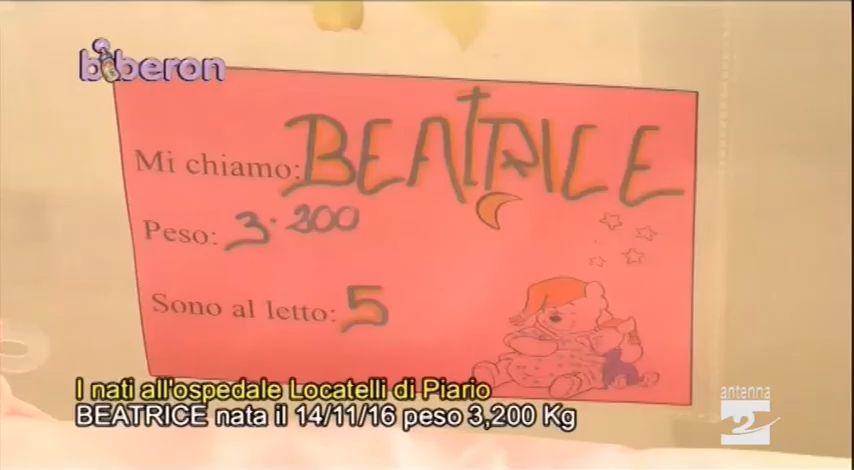 biberon
Mi chiamo: BEATRICE
Peso: 3.200
Sono al letto: 5
I nati all'ospedale Locatelli di Piario
BEATRICE nata il 14/11/16 peso 3,200 Kg
antenna
2